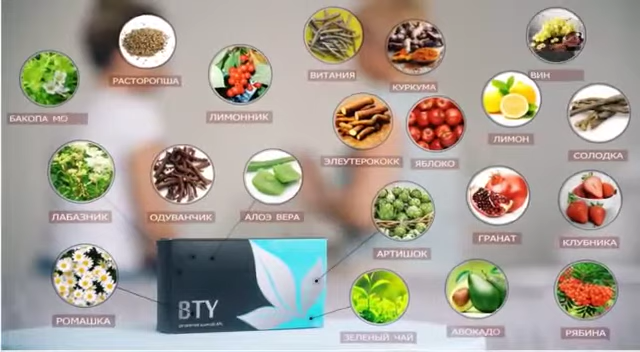 РАСТОРОПША
ВИТАНИЯ
КУРКУМА
ВИН
БАКОПА МО
ЛИМОННИК
ЭЛЕУТЕРОКОКК
ЯБЛОКО
ЛИМОН
СОЛОДКА
ЛАБАЗНИК
ОДУВАНЧИК
АЛОЭ ВЕРА
АРТИШОК
ГРАНАТ
КЛУБНИКА
РОМАШКА
BTY
ЗЕЛЕНЫЙ ЧАЙ
АВОКАДО
РЯБИНА